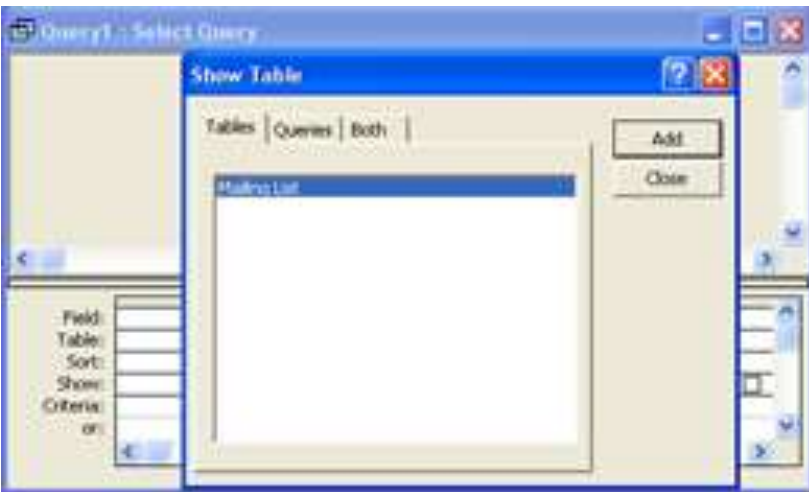 Query1 : Select Query
Show Table
Tables Queries Both
Add
Mailing List
Close
Field:
Table:
Sort:
Show:
Criteria:
or: